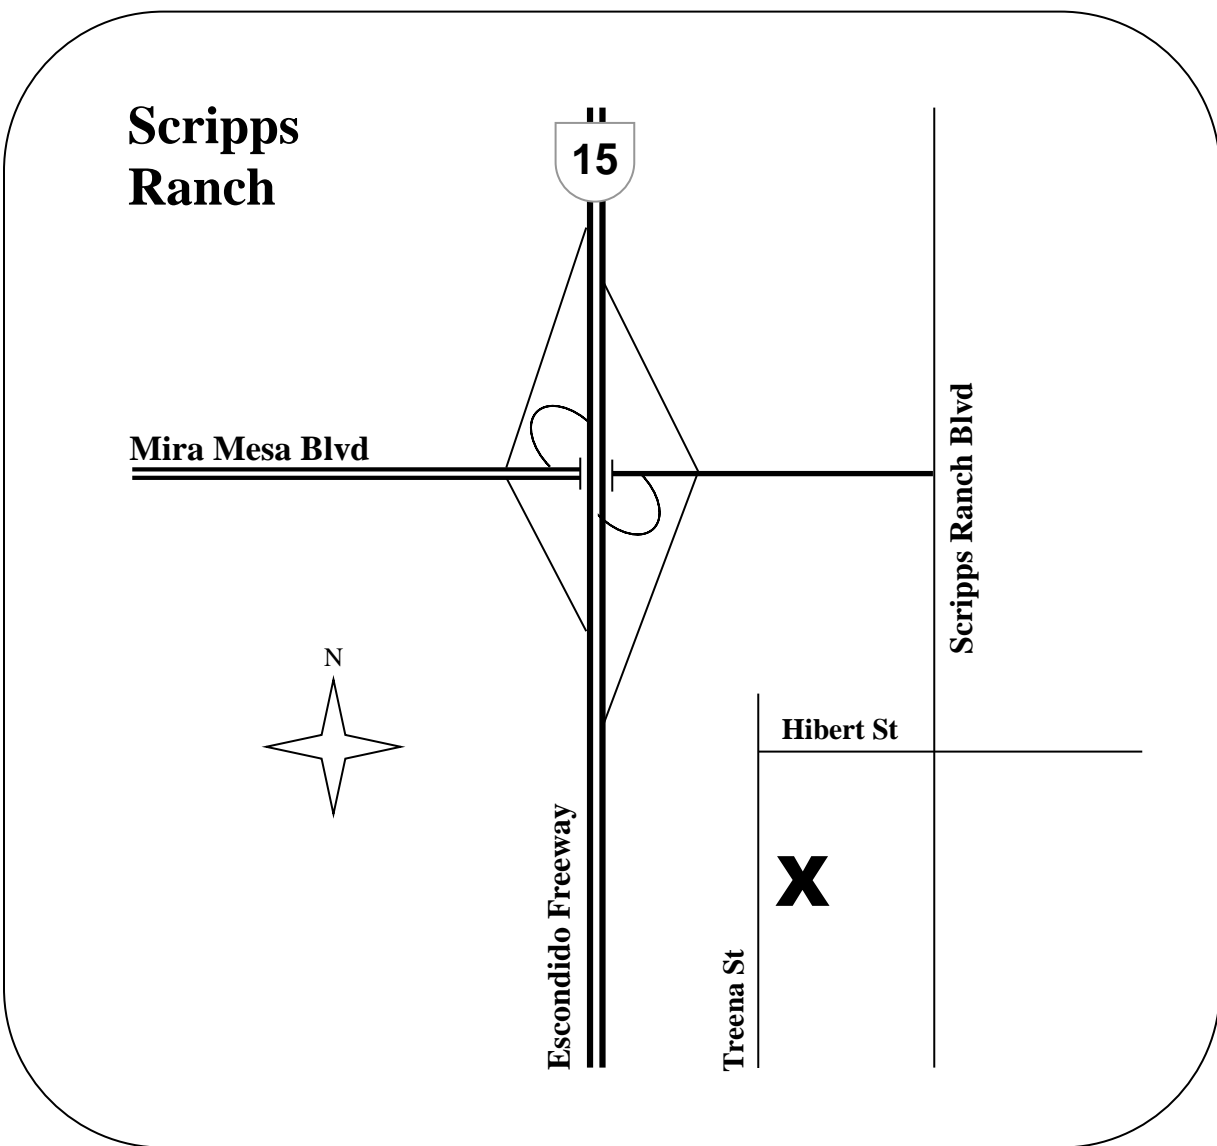 Scripps
Ranch
15
Mira Mesa Blvd
Scripps Ranch Blvd
N
Hibert St
Escondido Freeway
X
Treena St